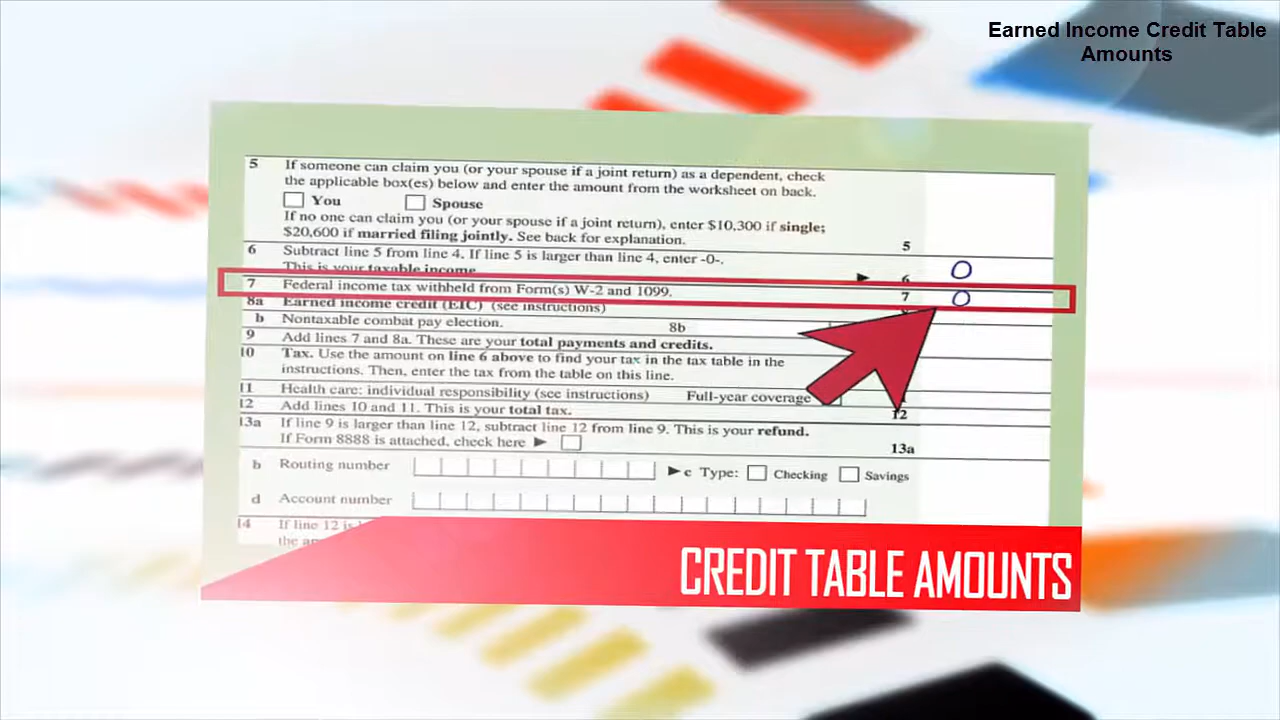 Earned Income Credit Table
Amounts
5 If someone can claim you (or your spouse if a joint return) as a dependent, check
the applicable box(es) below and enter the amount from the worksheet on back.
You Spouse
If no one can claim you (or your spouse if a joint return), enter $10,300 if single;
$20,600 if married filing jointly. See back for explanation. 5
6 Subtract line 5 from line 4. If line 5 is larger than line 4, enter -0-.
This is your taxable income. 6 0
7 Federal income tax withheld from Form(s) W-2 and 1099. 7 0
8a Earned income credit (EIC) (see instructions)
b Nontaxable combat pay election. 8b
9 Add lines 7 and 8a. These are your total payments and credits.
10 Tax. Use the amount on line 6 above to find your tax in the tax table in the
instructions. Then, enter the tax from the table on this line.
11 Health care: individual responsibility (see instructions) Full-year coverage
12 Add lines 10 and 11. This is your total tax. 12
13a If line 9 is larger than line 12, subtract line 12 from line 9. This is your refund.
If Form 8888 is attached, check here 13a
b Routing number c Type: Checking Savings
d Account number
14 If line 12 is
the
CREDIT TABLE AMOUNTS